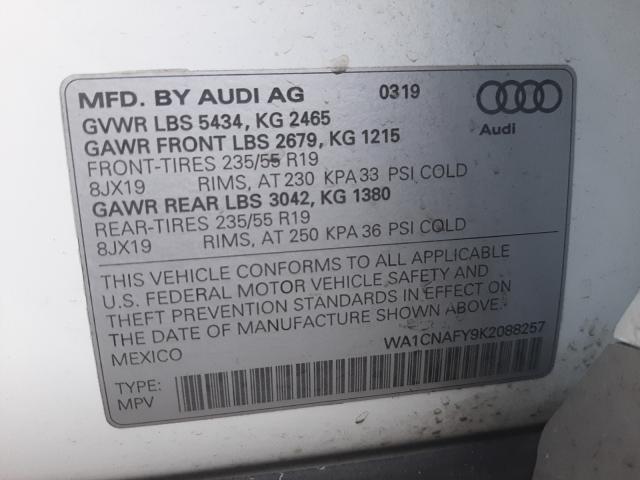 MFD. BY AUDI AG 0319
GVWR LBS 5434, KG 2465
GAWR FRONT LBS 2679, KG 1215
FRONT-TIRES 235/55 R19
8JX19 RIMS, AT 230 KPA 33 PSI COLD
GAWR REAR LBS 3042, KG 1380
REAR-TIRES 235/55 R19
8JX19 RIMS, AT 250 KPA 36 PSI COLD
Audi
THIS VEHICLE CONFORMS TO ALL APPLICABLE
U.S. FEDERAL MOTOR VEHICLE SAFETY AND
THEFT PREVENTION STANDARDS IN EFFECT ON
THE DATE OF MANUFACTURE SHOWN ABOVE.
MEXICO WA1CNAFY9K2088257
TYPE:
MPV